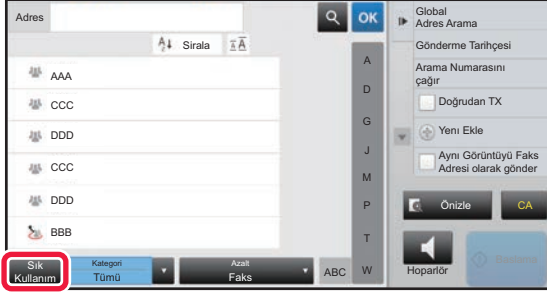 Adres
OK
Sırala
AAA
CCC
DDD
CCC
DDD
BBB
A
D
G
J
M
P
T
W
Sık
Kullanım
Kategori
Tümü
Azalt
Faks
ABC
Global
Adres Arama
Gönderme Tarihçesi
Arama Numarasını
çağır
Doğrudan TX
Yeni Ekle
Aynı Görüntüyü Faks
Adresi olarak gönder
Önizle
CA
Hoparlör